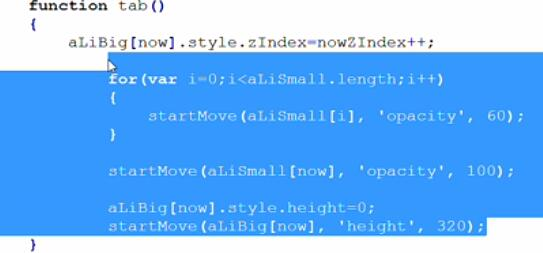 function tab()
{
aLiBig[now].style.zIndex=nowZIndex++;
for(var i=0;i<aLiSmall.length;i++)
{
startMove(aLiSmall[i], 'opacity', 60);
}
startMove(aLiSmall[now], 'opacity', 100);
aLiBig[now].style.height=0;
startMove(aLiBig[now], 'height', 320);
}